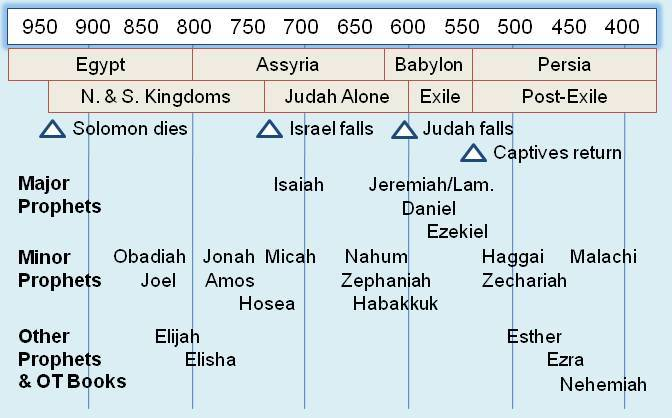 950 900 850 800 750 700 650 600 550 500 450 400
Egypt Assyria Babylon Persia
N. & S. Kingdoms Judah Alone Exile Post-Exile
Solomon dies Israel falls Judah falls
Captives return
Major Isaiah Jeremiah/Lam.
Prophets Daniel
Ezekiel
Minor Obadiah Jonah Micah Nahum Haggai Malachi
Prophets Joel Amos Zephaniah Zechariah
Hosea Habakkuk
Other Elijah Esther
Prophets Elisha Ezra
& OT Books Nehemiah